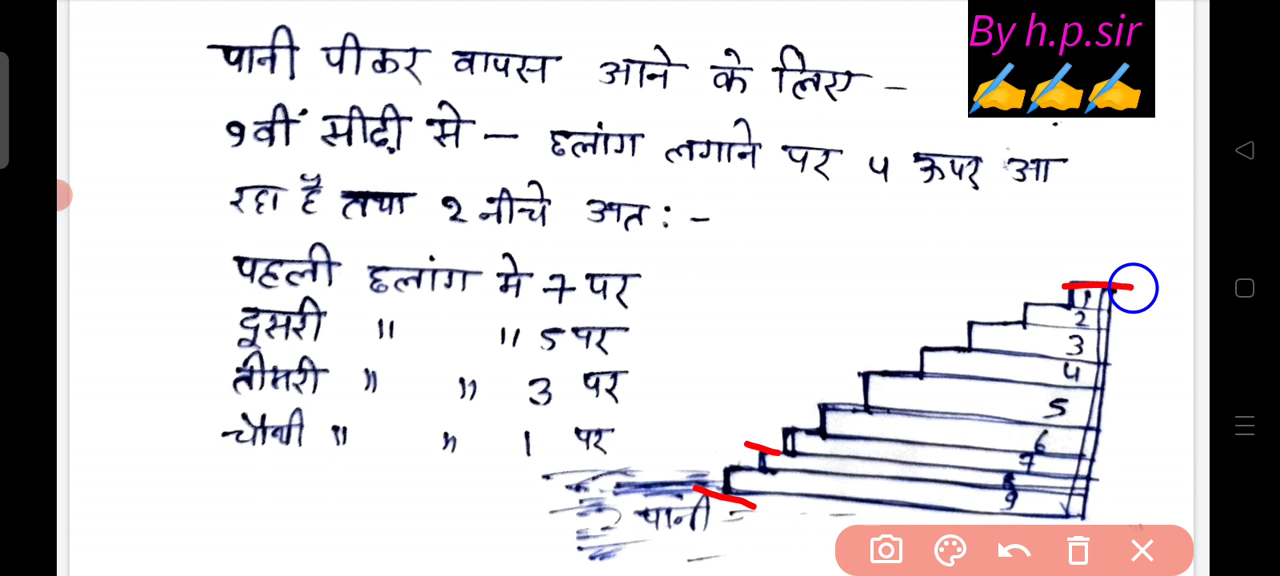 By h.p.sir
पानी पीकर वापस आने के लिए -
9वीं सीढ़ी से - छलांग लगाने पर 4 ऊपर आ
रहा है तथा 2 नीचे अत: -
पहली छलांग मे 7 पर
दूसरी " " 5 पर
तीसरी " " 3 पर
चौथी " " 1 पर
1
2
3
4
5
6
7
8
9
पानी